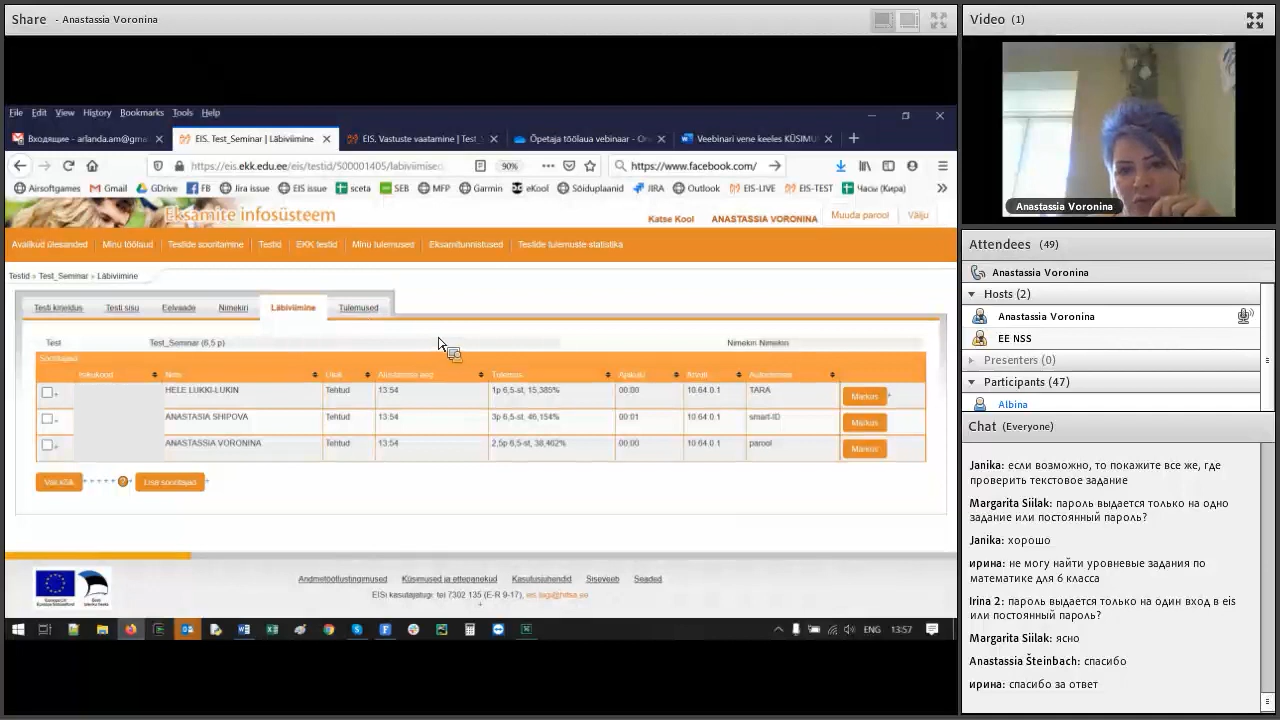 Share - Anastassia Voronina
Video (1)
File Edit View History Bookmarks Tools Help
Входящие - arlanda.am@gma
EIS. Test_Seminar | Läbiviimine
EIS. Vastuste vaatamine | Test_
Õpetaja töölaua vebinaar - On
Veebinari vene keeles KÜSIMU
https://eis.ekk.edu.ee/eis/testid/500001405/labiviimised
90%
https://www.facebook.com/
Airsoftgames Gmail GDrive FB Jira issue EIS issue sceta SEB MFP Garmin eKool Sõiduplaanid JIRA Outlook EIS-LIVE EIS-TEST Часы (Кира)
Eksamite infosüsteem
Katse Kool ANASTASSIA VORONINA Muuda parool Välju
Avalikud ülesanded Minu töölaud Testide sooritamine Testid EKK testid Minu tulemused Eksamitunnistused Testide tulemuste statistika
Testid » Test_Seminar » Läbiviimine
Testi kirjeldus Testi sisu Eelvaade Nimekiri Läbiviimine Tulemused
Test Test_Seminar (6,5 p) Nimekiri Nimekiri
Sooritajad
Isikukood Nimi Olek Alustamise aeg Tulemus Ajakulu Arvuti Autentimine
HELE LUKKI-LUKIN Tehtud 13:54 1p 6,5-st, 15,385% 00:00 10.64.0.1 TARA Märkus
ANASTASIA SHIPOVA Tehtud 13:54 3p 6,5-st, 46,154% 00:01 10.64.0.1 smart-ID Märkus
ANASTASSIA VORONINA Tehtud 13:54 2,5p 6,5-st, 38,462% 00:00 10.64.0.1 parool Märkus
Vali kõik Lisa sooritajad
Andmetöötlustingimused Küsimused ja ettepanekud Kasutusjuhendid Siseveeb Seaded
EISi kasutajatugi: tel 7302 135 (E-R 9-17),
ENG 13:57
Anastassia Voronina
Attendees (49)
Anastassia Voronina
Hosts (2)
Anastassia Voronina
EE NSS
Presenters (0)
Participants (47)
Albina
Chat (Everyone)
Janika: если возможно, то покажите все же, где
проверить текстовое задание
Margarita Siilak: пароль выдается только на одно
задание или постоянный пароль?
Janika: хорошо
ирина: не могу найти уровневые задания по
математике для 6 класса
Irina 2: пароль выдается только на один вход в eis
или постоянный пароль?
Margarita Siilak: ясно
Anastassia Šteinbach: спасибо
ирина: спасибо за ответ